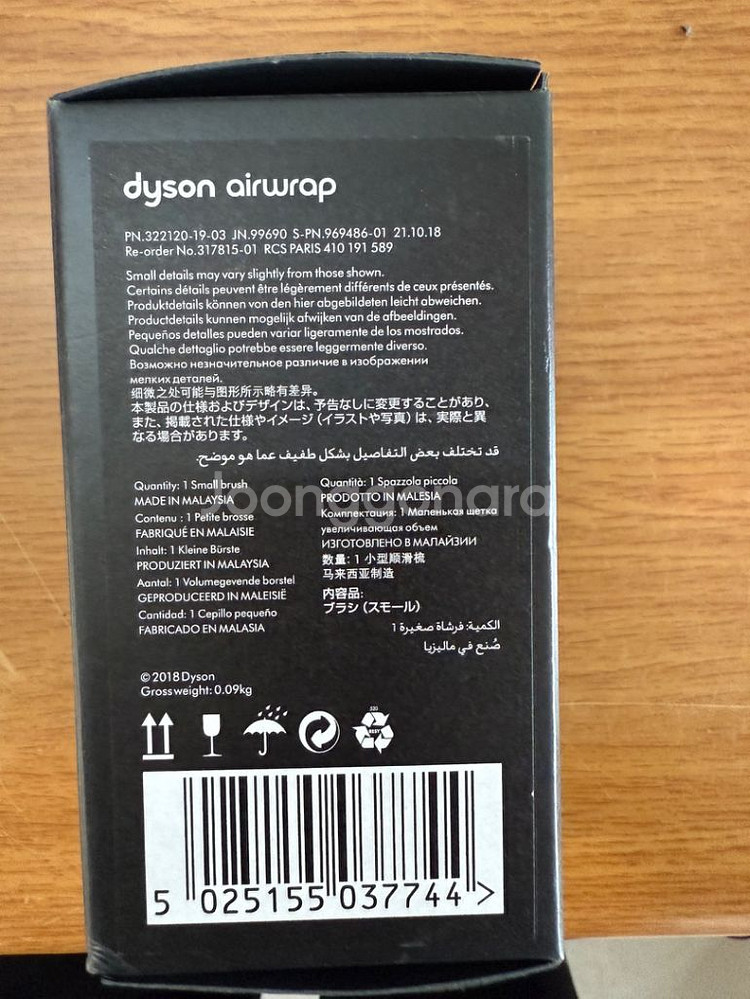 dyson airwrap
PN.322120-19-03 JN.99690 S-PN.969486-01 21.10.18
Re-order No.317815-01 RCS PARIS 410 191 589
Small details may vary slightly from those shown.
Certains détails peuvent être légèrement différents de ceux présentés.
Produktdetails können von den hier abgebildeten leicht abweichen.
Productdetails kunnen mogelijk afwijken van de afbeeldingen.
Pequeños detalles pueden variar ligeramente de los mostrados.
Qualche dettaglio potrebbe essere leggermente diverso.
Возможно незначительное различие в изображении
мелких деталей.
细微之处可能与图形所示略有差异。
本製品の仕様およびデザインは、予告なしに変更することがあり、
また、掲載された仕様やイメージ（イラストや写真）は、実際と異
なる場合があります。
قد تختلف بعض التفاصيل بشكل طفيف عما هو موضح.
Quantity: 1 Small brush
MADE IN MALAYSIA
Contenu : 1 Petite brosse
FABRIQUÉ EN MALAISIE
Inhalt: 1 Kleine Bürste
PRODUZIERT IN MALAYSIA
Aantal: 1 Volumegevende borstel
GEPRODUCEERD IN MALEISIË
Cantidad: 1 Cepillo pequeño
FABRICADO EN MALASIA
Quantità: 1 Spazzola piccola
PRODOTTO IN MALESIA
Комплектация: 1 Маленькая щетка
увеличивающая объем
ИЗГОТОВЛЕНО В МАЛАЙЗИИ
数量: 1 小型顺滑梳
马来西亚制造
内容品:
ブラシ（スモール）
الكمية: فرشاة صغيرة 1
صُنع في ماليزيا
Joongonara
©2018 Dyson
Gross weight: 0.09kg
RESY
5 025155 037744 >